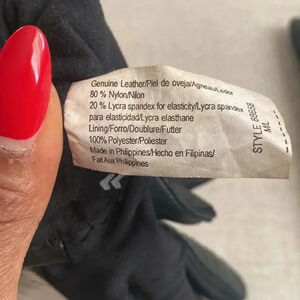 Genuine Leather/Piel de oveja/Agneau/Leder
80 % Nylon/Nilon
20 % Lycra spandex for elasticity/Lycra spandex
para elasticidad/Lycra elasthane
Lining/Forro/Doublure/Futter
100% Polyester/Poliester
Made in Philippines/Hecho en Filipinas/
Fait Aux Philippines
STYLE 88658
M/L